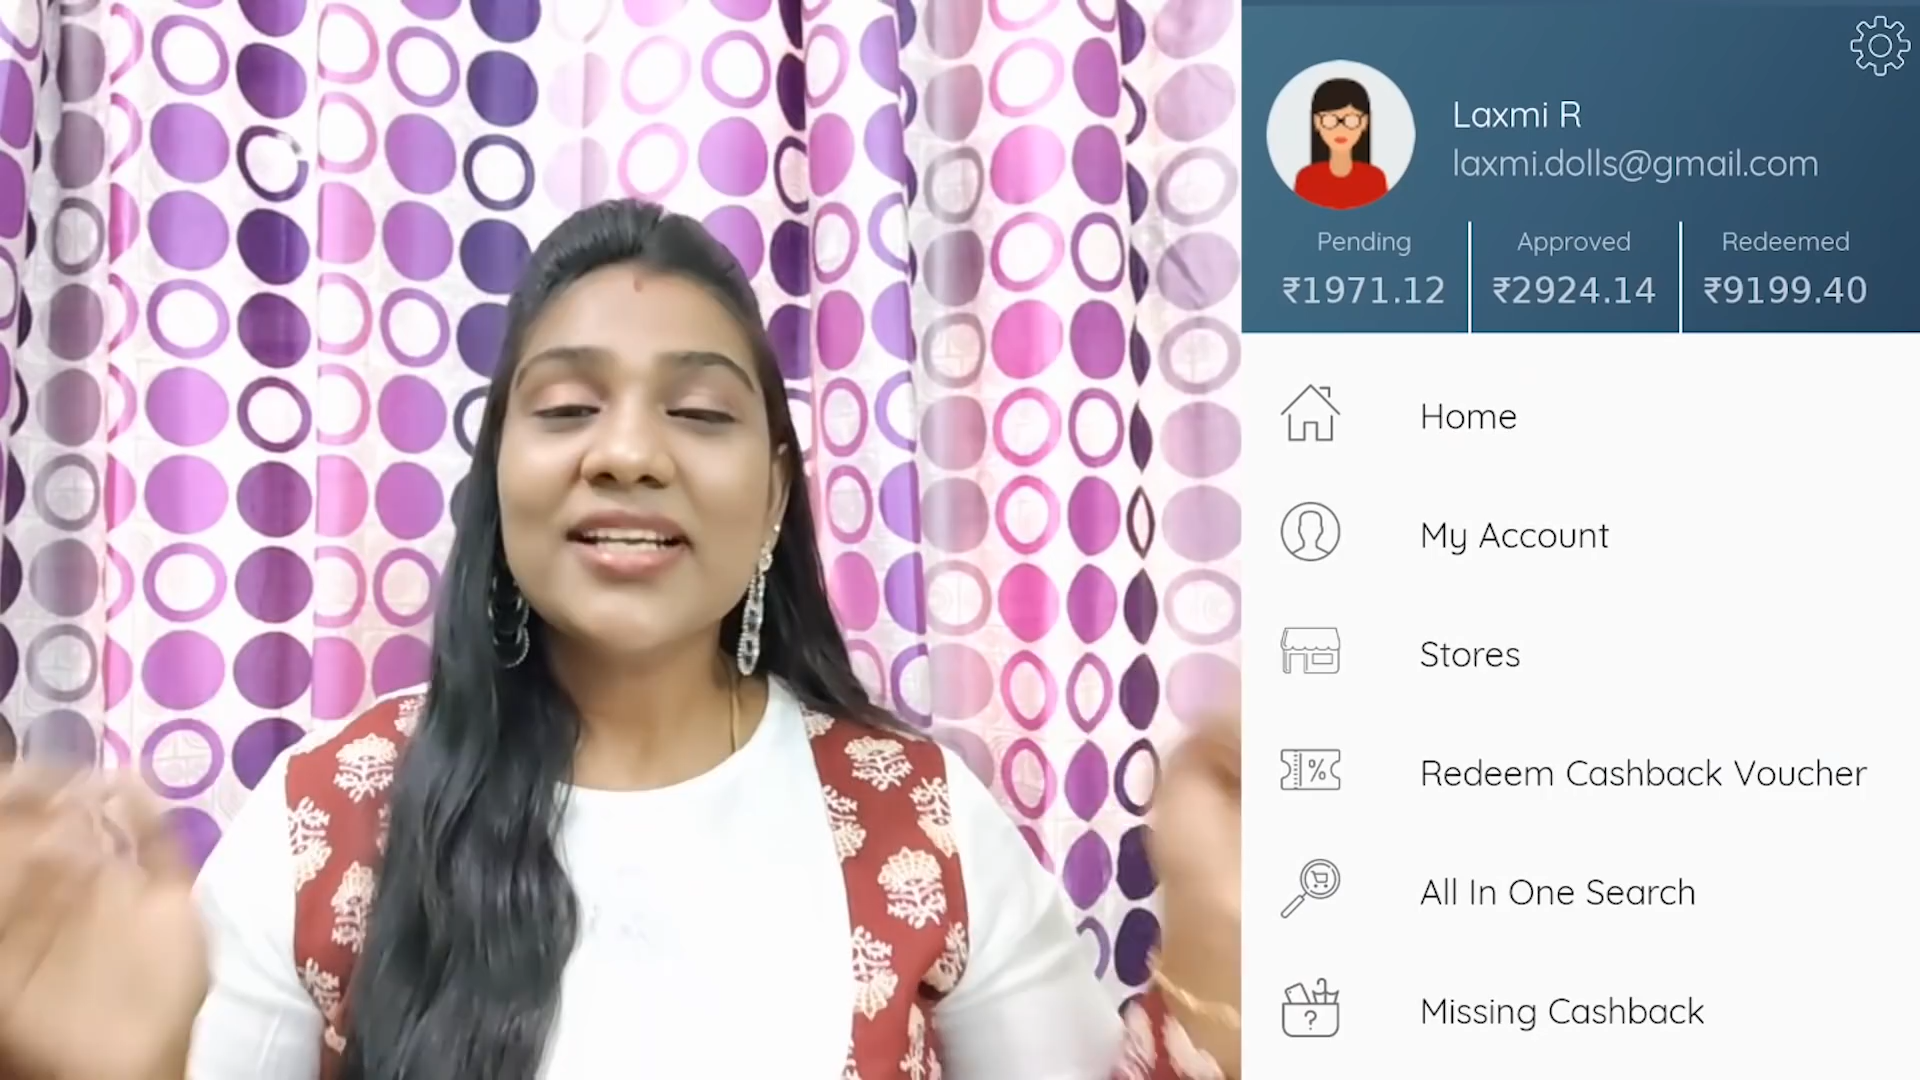 Laxmi R
laxmi.dolls@gmail.com
Pending
Approved
Redeemed
₹1971.12
₹2924.14
₹9199.40
Home
My Account
Stores
%
Redeem Cashback Voucher
All In One Search
?
Missing Cashback